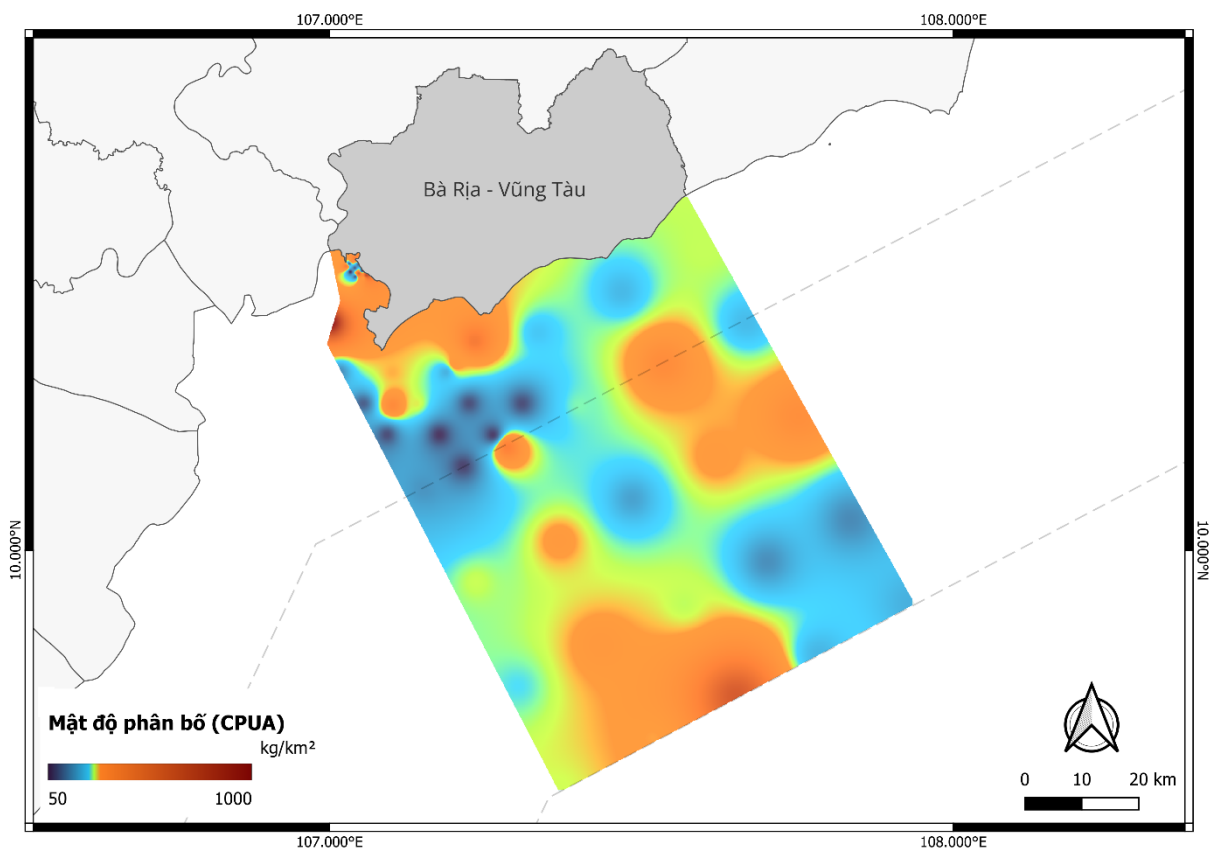 107.000°E 108.000°E
Bà Rịa - Vũng Tàu
10.000°N 10.000°N
Mật độ phân bố (CPUA)
kg/km²
50 1000
0 10 20 km
107.000°E 108.000°E